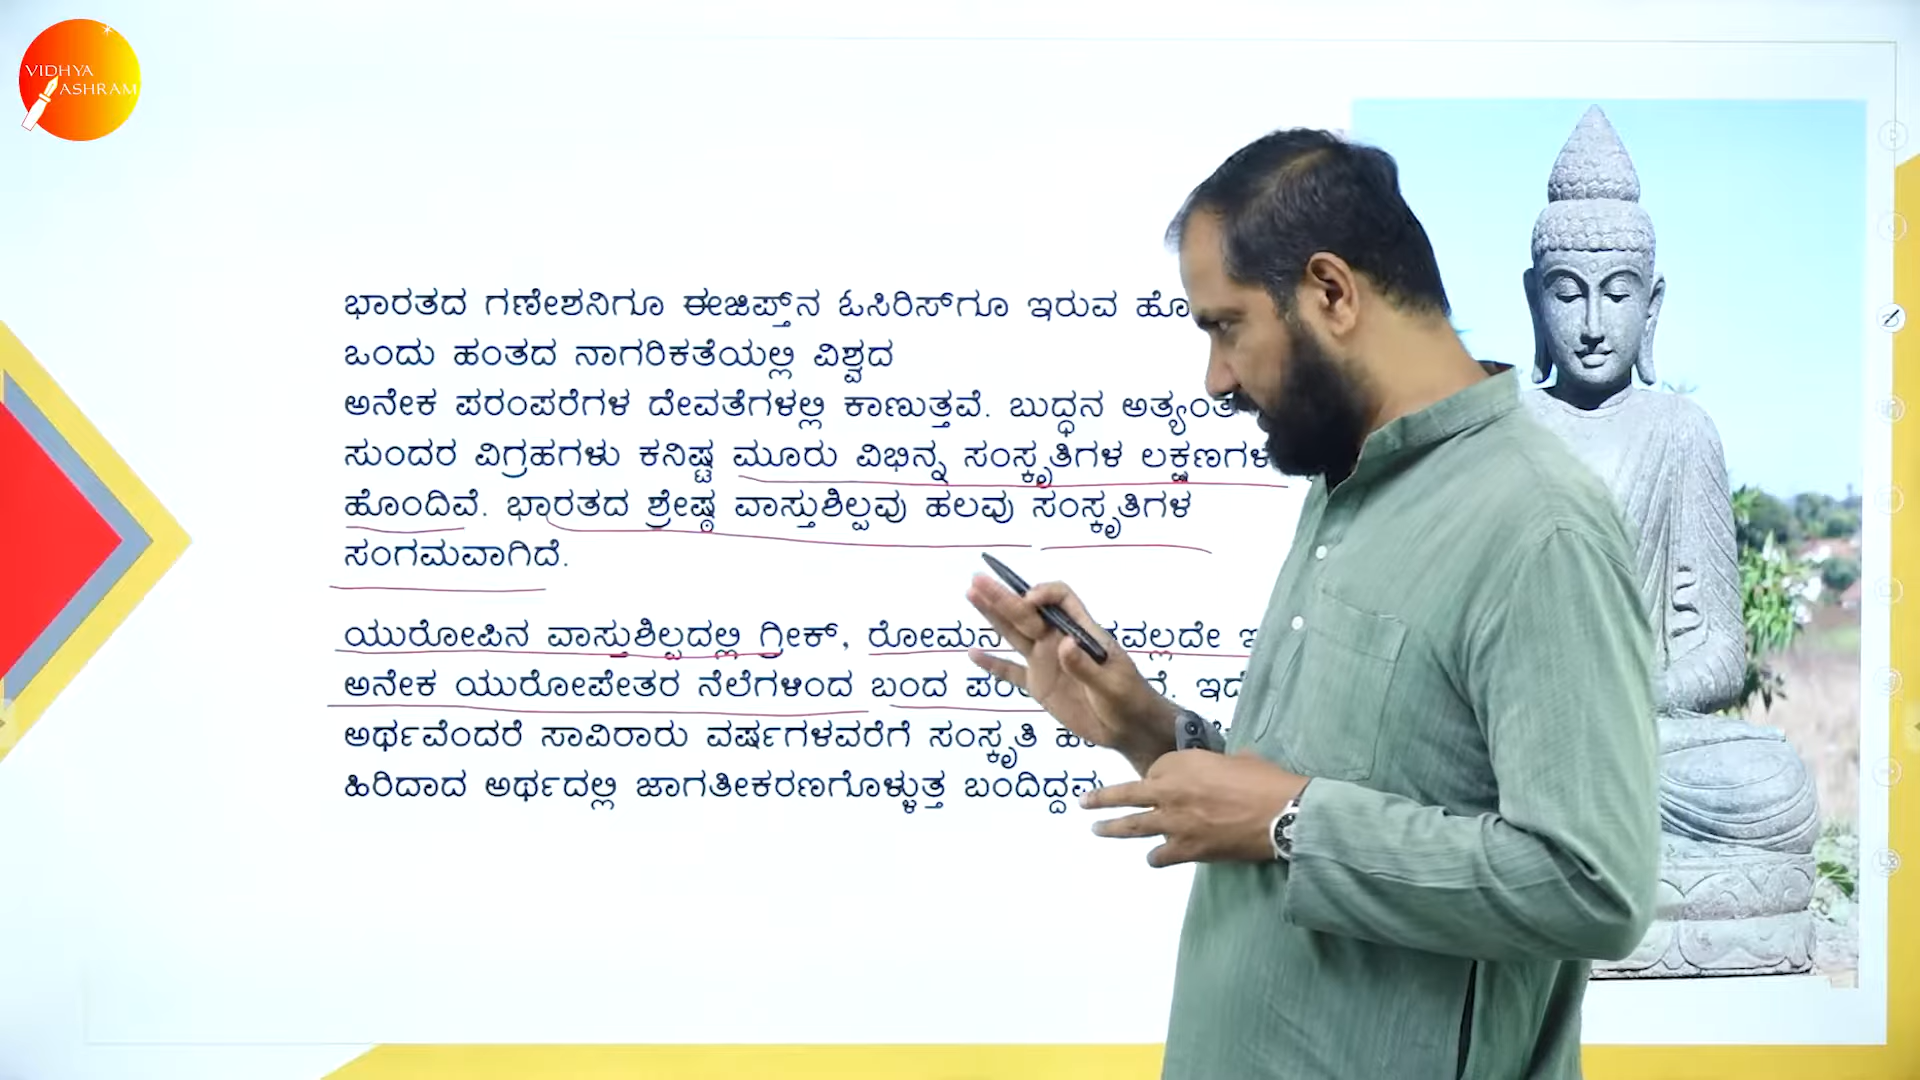 VIDHYA
ASHRAM
ಭಾರತದ ಗಣೇಶನಿಗೂ ಈಜಿಪ್ತ್‌ನ ಓಸಿರಿಸ್‌ಗೂ ಇರುವ
ಒಂದು ಹಂತದ ನಾಗರಿಕತೆಯಲ್ಲಿ ವಿಶ್ವದ
ಅನೇಕ ಪರಂಪರೆಗಳ ದೇವತೆಗಳಲ್ಲಿ ಕಾಣುತ್ತವೆ. ಬುದ್ಧನ ಅತ್ಯಂತ
ಸುಂದರ ವಿಗ್ರಹಗಳು ಕನಿಷ್ಟ ಮೂರು ವಿಭಿನ್ನ ಸಂಸ್ಕೃತಿಗಳ ಲಕ್ಷಣಗಳ
ಹೊಂದಿವೆ. ಭಾರತದ ಶ್ರೇಷ್ಠ ವಾಸ್ತುಶಿಲ್ಪವು ಹಲವು ಸಂಸ್ಕೃತಿಗಳ
ಸಂಗಮವಾಗಿದೆ.
ಯುರೋಪಿನ ವಾಸ್ತುಶಿಲ್ಪದಲ್ಲಿ ಗ್ರೀಕ್, ರೋಮನ
ಅನೇಕ ಯುರೋಪೇತರ ನೆಲೆಗಳಿಂದ ಬಂದ
ಅರ್ಥವೆಂದರೆ ಸಾವಿರಾರು ವರ್ಷಗಳವರೆಗೆ ಸಂಸ್ಕೃತಿ
ಹಿರಿದಾದ ಅರ್ಥದಲ್ಲಿ ಜಾಗತೀಕರಣಗೊಳ್ಳುತ್ತ ಬಂದಿದ್ದವು